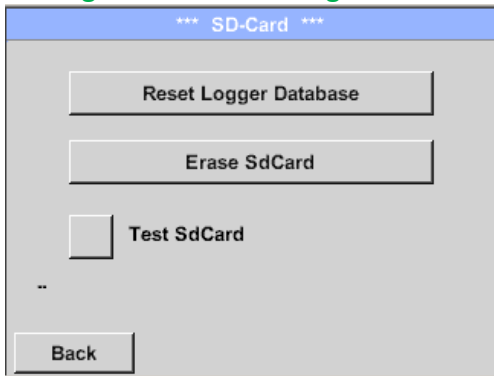 *** SD-Card ***
Reset Logger Database
Erase SdCard
Test SdCard
--
Back